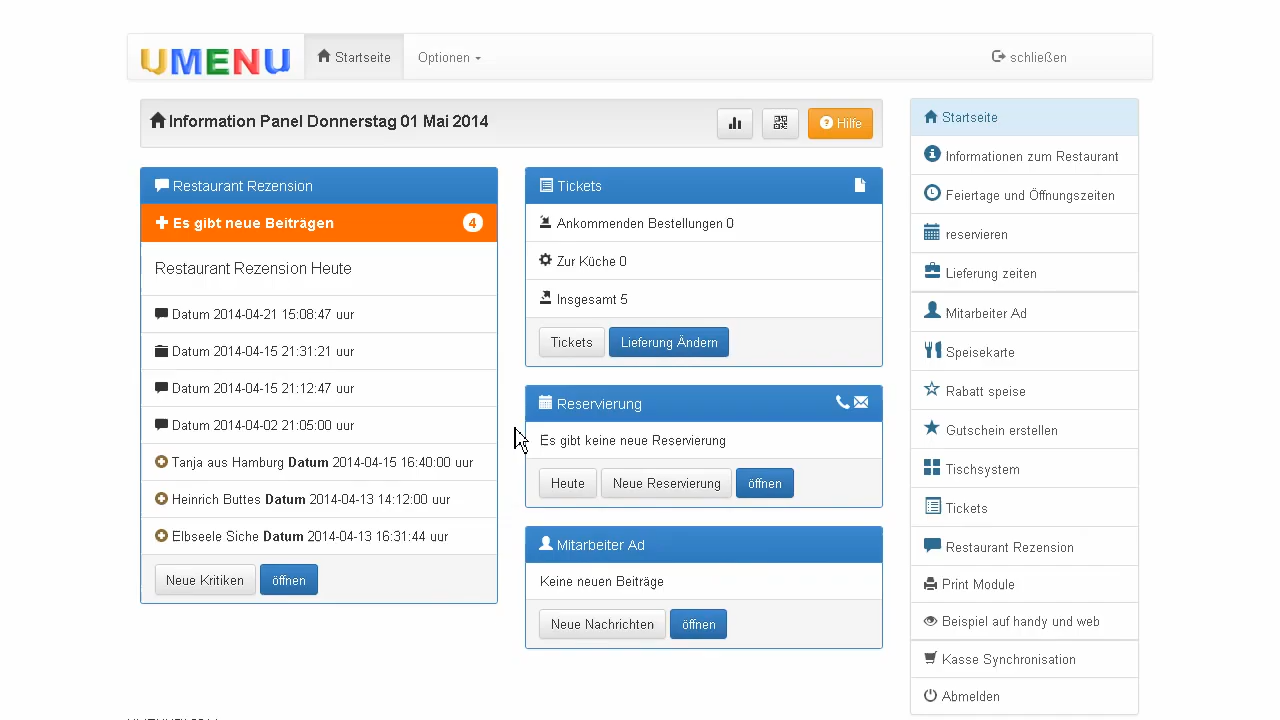 UMENU
Startseite
Optionen
schließen
Information Panel Donnerstag 01 Mai 2014
Hilfe
Restaurant Rezension
Es gibt neue Beiträgen 4
Restaurant Rezension Heute
Datum 2014-04-21 15:08:47 uur
Datum 2014-04-15 21:31:21 uur
Datum 2014-04-15 21:12:47 uur
Datum 2014-04-02 21:05:00 uur
Tanja aus Hamburg Datum 2014-04-15 16:40:00 uur
Heinrich Buttes Datum 2014-04-13 14:12:00 uur
Elbseele Siche Datum 2014-04-13 16:31:44 uur
Neue Kritiken
öffnen
Tickets
Ankommenden Bestellungen 0
Zur Küche 0
Insgesamt 5
Tickets
Lieferung Ändern
Reservierung
Es gibt keine neue Reservierung
Heute
Neue Reservierung
öffnen
Mitarbeiter Ad
Keine neuen Beiträge
Neue Nachrichten
öffnen
Startseite
Informationen zum Restaurant
Feiertage und Öffnungszeiten
reservieren
Lieferung zeiten
Mitarbeiter Ad
Speisekarte
Rabatt speise
Gutschein erstellen
Tischsystem
Tickets
Restaurant Rezension
Print Module
Beispiel auf handy und web
Kasse Synchronisation
Abmelden